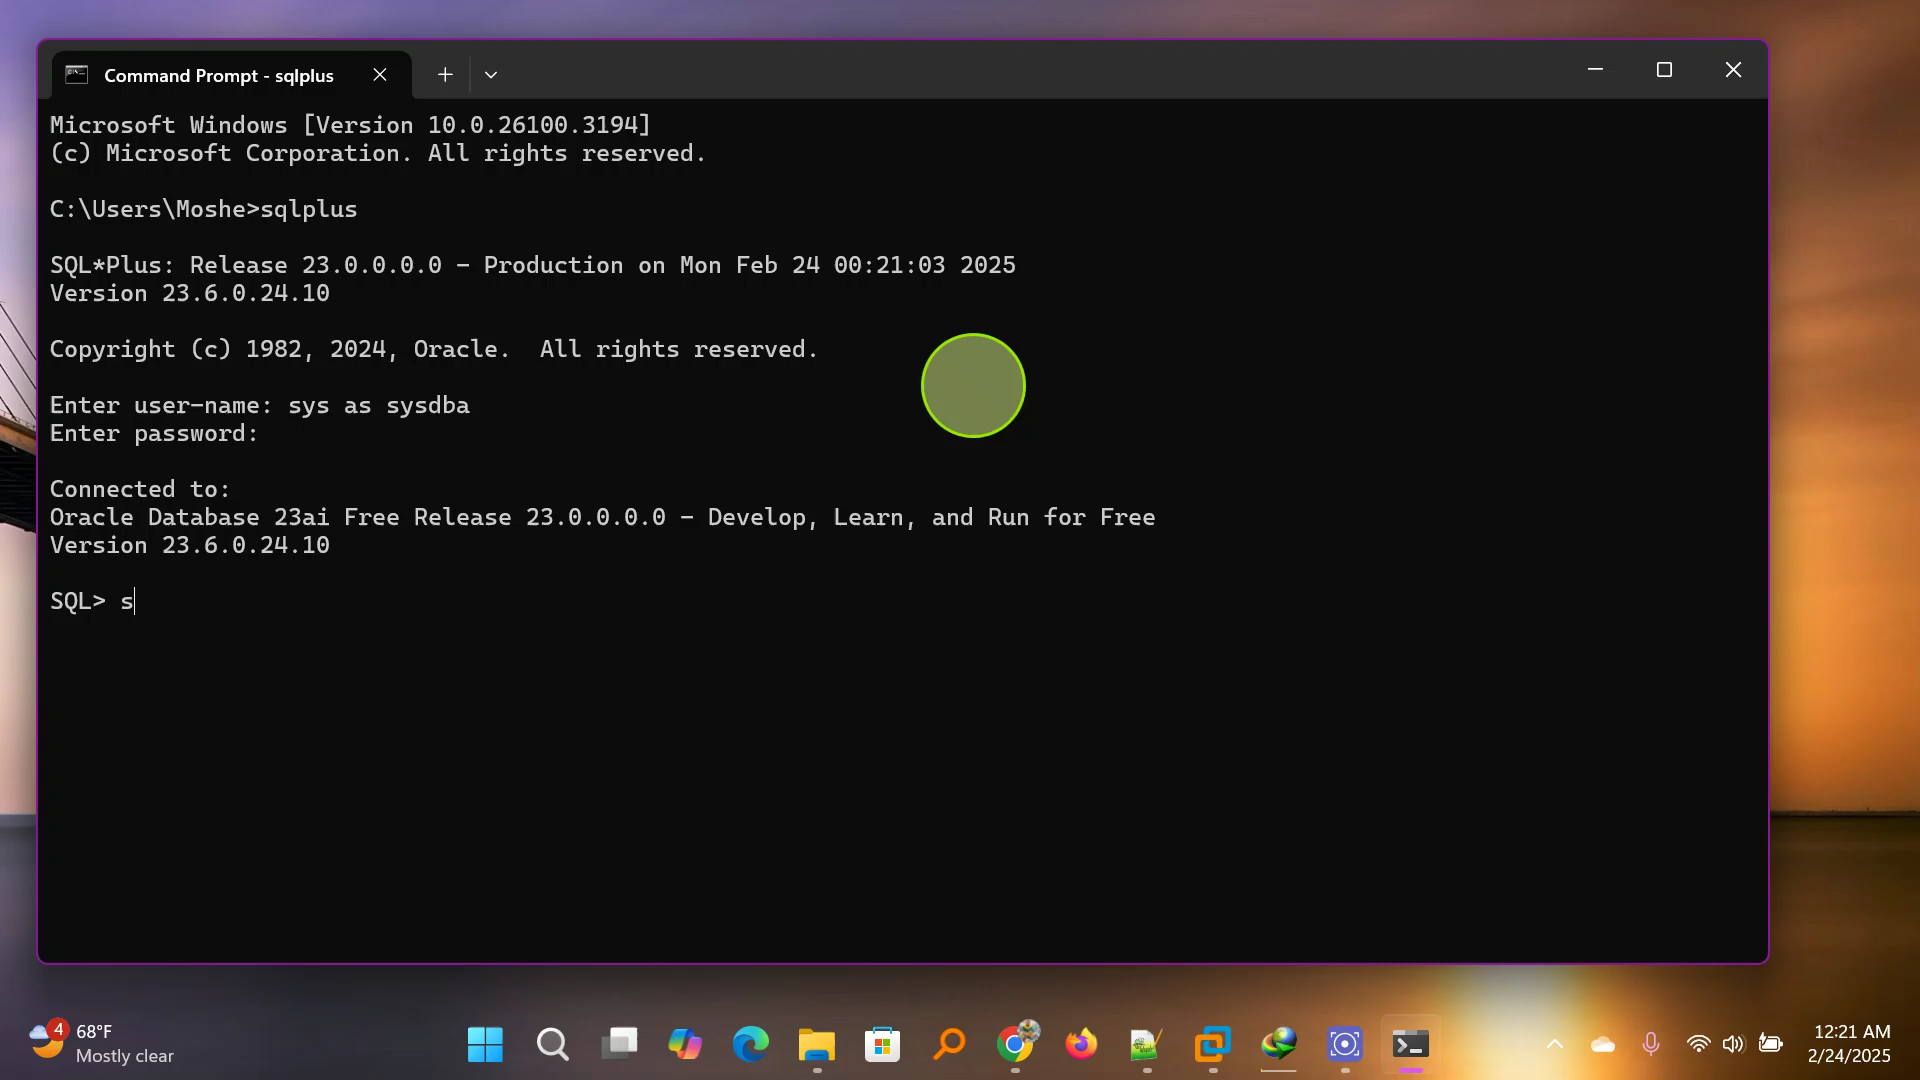 Command Prompt - sqlplus
Microsoft Windows [Version 10.0.26100.3194]
(c) Microsoft Corporation. All rights reserved.
C:\Users\Moshe>sqlplus
SQL*Plus: Release 23.0.0.0.0 - Production on Mon Feb 24 00:21:03 2025
Version 23.6.0.24.10
Copyright (c) 1982, 2024, Oracle.  All rights reserved.
Enter user-name: sys as sysdba
Enter password:
Connected to:
Oracle Database 23ai Free Release 23.0.0.0.0 - Develop, Learn, and Run for Free
Version 23.6.0.24.10
SQL> s
4
68°F
Mostly clear
12:21 AM
2/24/2025